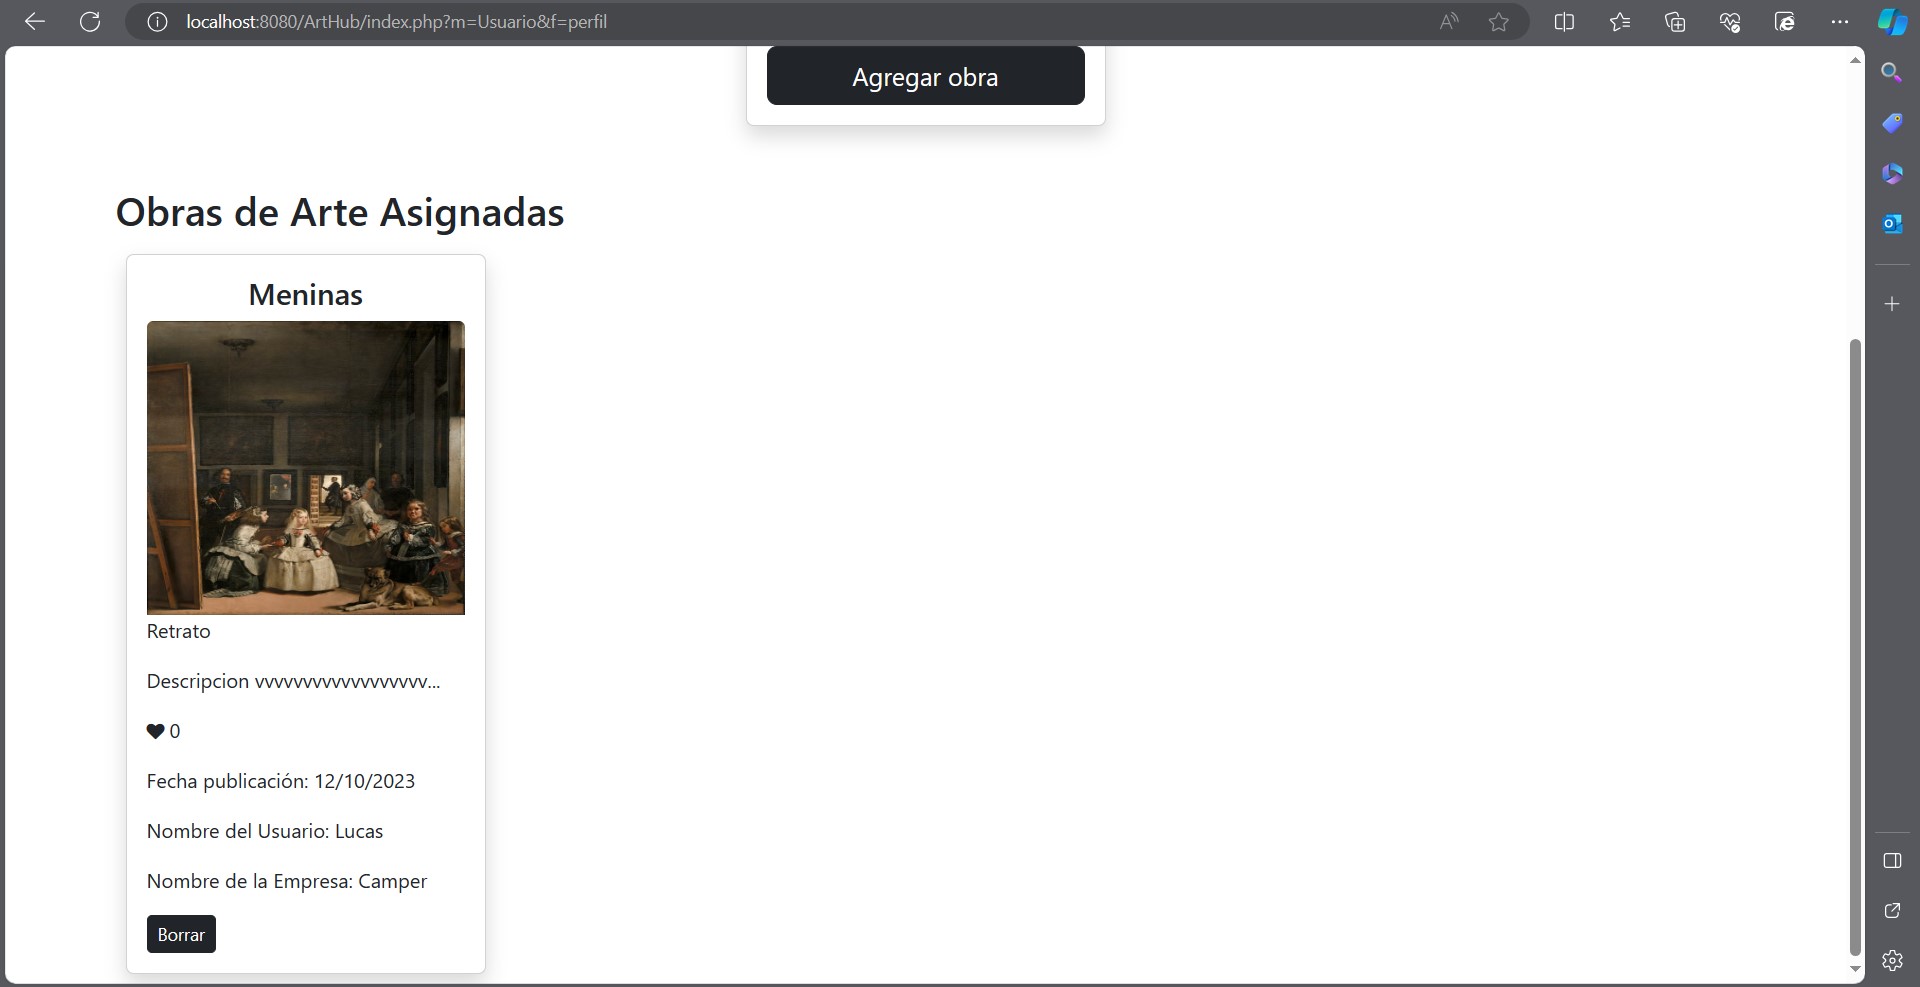 localhost:8080/ArtHub/index.php?m=Usuario&f=perfil
Agregar obra
Obras de Arte Asignadas
Meninas
Retrato
Descripcion vvvvvvvvvvvvvvvvvv...
0
Fecha publicación: 12/10/2023
Nombre del Usuario: Lucas
Nombre de la Empresa: Camper
Borrar